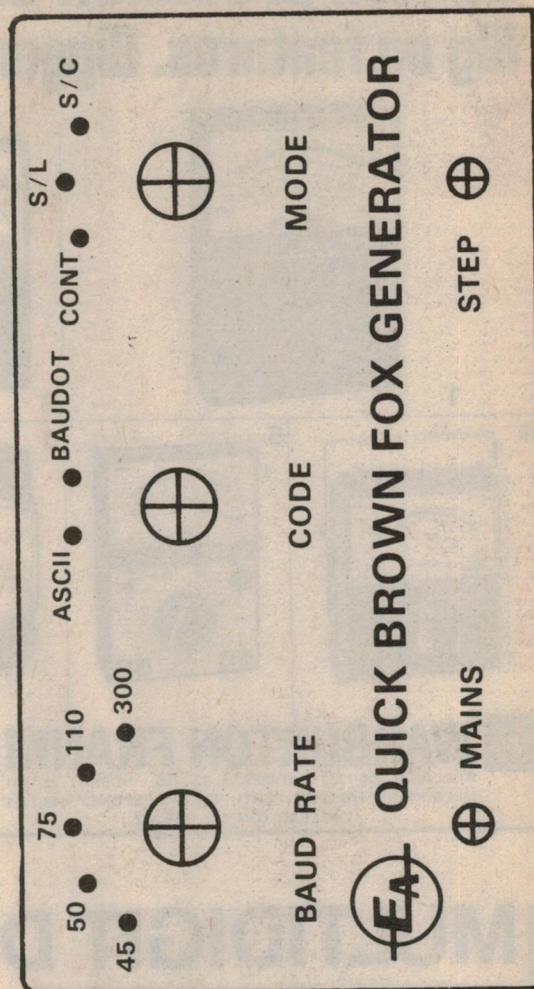 S/L
75
ASCII BAUDOT CONT S/C
50 110
45 300
BAUD RATE CODE MODE
EA QUICK BROWN FOX GENERATOR
MAINS STEP